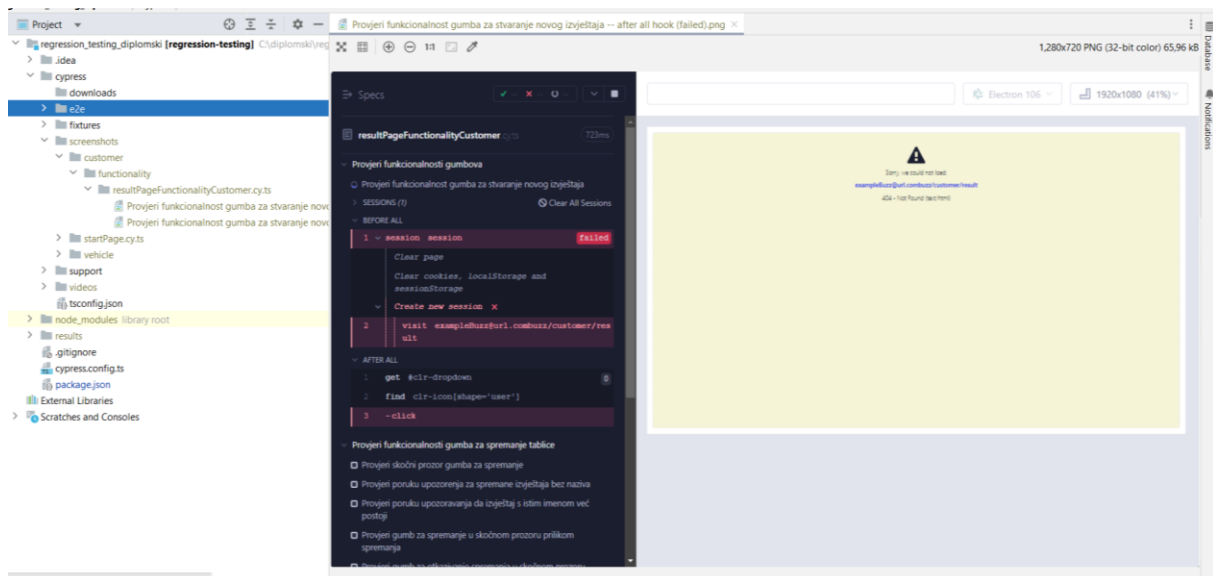 Project
regression_testing_diplomski [regression-testing] C:\diplomski\reg
.idea
cypress
downloads
e2e
fixtures
screenshots
customer
functionality
resultPageFunctionalityCustomer.cy.ts
Provjeri funkcionalnost gumba za stvaranje novo
Provjeri funkcionalnost gumba za stvaranje novo
startPage.cy.ts
vehicle
support
videos
tsconfig.json
node_modules library root
results
.gitignore
cypress.config.ts
package.json
External Libraries
Scratches and Consoles
Provjeri funkcionalnost gumba za stvaranje novog izvještaja -- after all hook (failed).png
1:1
1,280x720 PNG (32-bit color) 65,96 kB
Specs
resultPageFunctionalityCustomer cy.ts 723ms
Provjeri funkcionalnosti gumbova
Provjeri funkcionalnost gumba za stvaranje novog izvještaja
SESSIONS (1) Clear All Sessions
BEFORE ALL
1 session session failed
Clear page
Clear cookies, localStorage and
sessionStorage
Create new session
2 visit exampleBuzz@url.combuzz/customer/res
ult
AFTER ALL
1 get #clr-dropdown 0
2 find clr-icon[shape='user']
3 -click
Provjeri funkcionalnosti gumba za spremanje tablice
Provjeri skočni prozor gumba za spremanje
Provjeri poruku upozorenja za spremane izvještaja bez naziva
Provjeri poruku upozoravanja da izvještaj s istim imenom već
postoji
Provjeri gumb za spremanje u skočnom prozoru prilikom
spremanja
Electron 106
1920x1080 (41%)
Sorry, we could not load:
exampleBuzz@url.combuzz/customer/result
404 - Not Found (text/html)
Database
Notifications